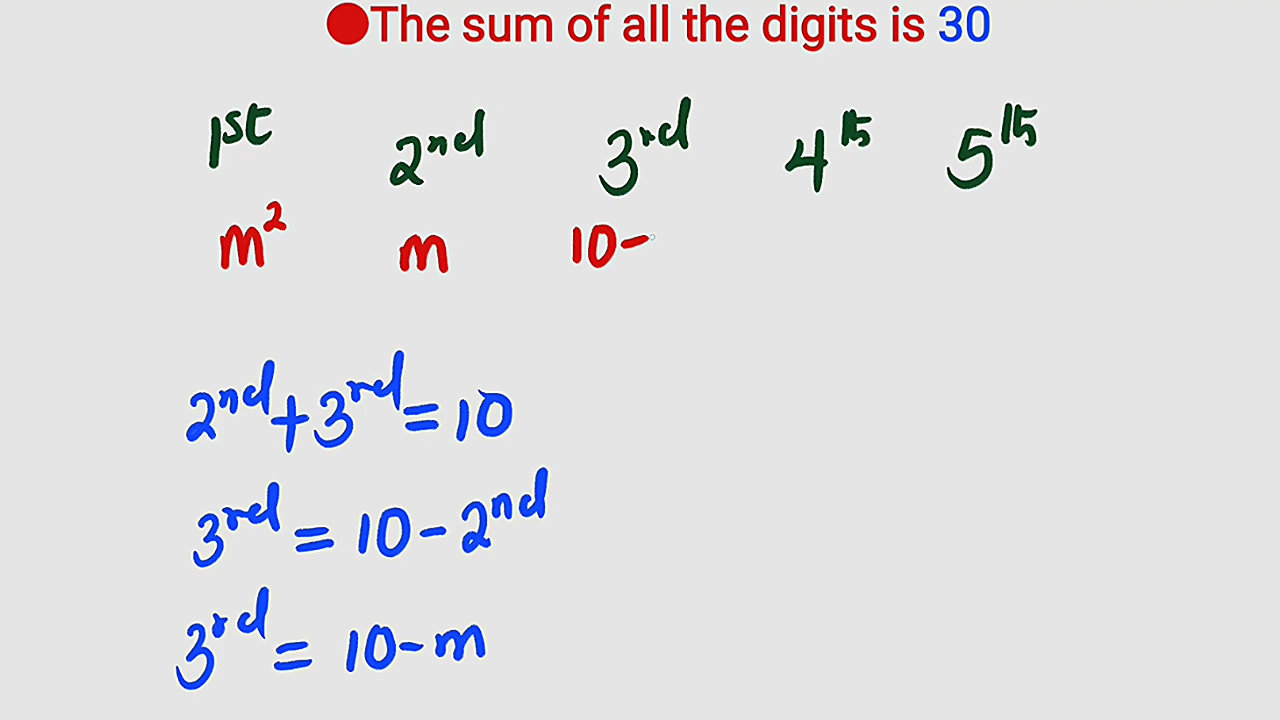 The sum of all the digits is 30
1st 2nd 3rd 4th 5th
m² m 10-
2nd+3rd=10
3rd = 10-2nd
3rd = 10-m